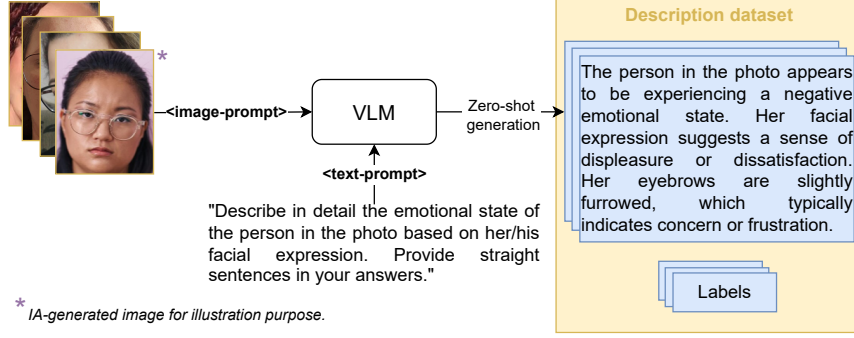 Description dataset
*
<image-prompt>
VLM
Zero-shot
generation
<text-prompt>
"Describe in detail the emotional state of
the person in the photo based on her/his
facial expression. Provide straight
sentences in your answers."
The person in the photo appears
to be experiencing a negative
emotional state. Her facial
expression suggests a sense of
displeasure or dissatisfaction.
Her eyebrows are slightly
furrowed, which typically
indicates concern or frustration.
Labels
* IA-generated image for illustration purpose.